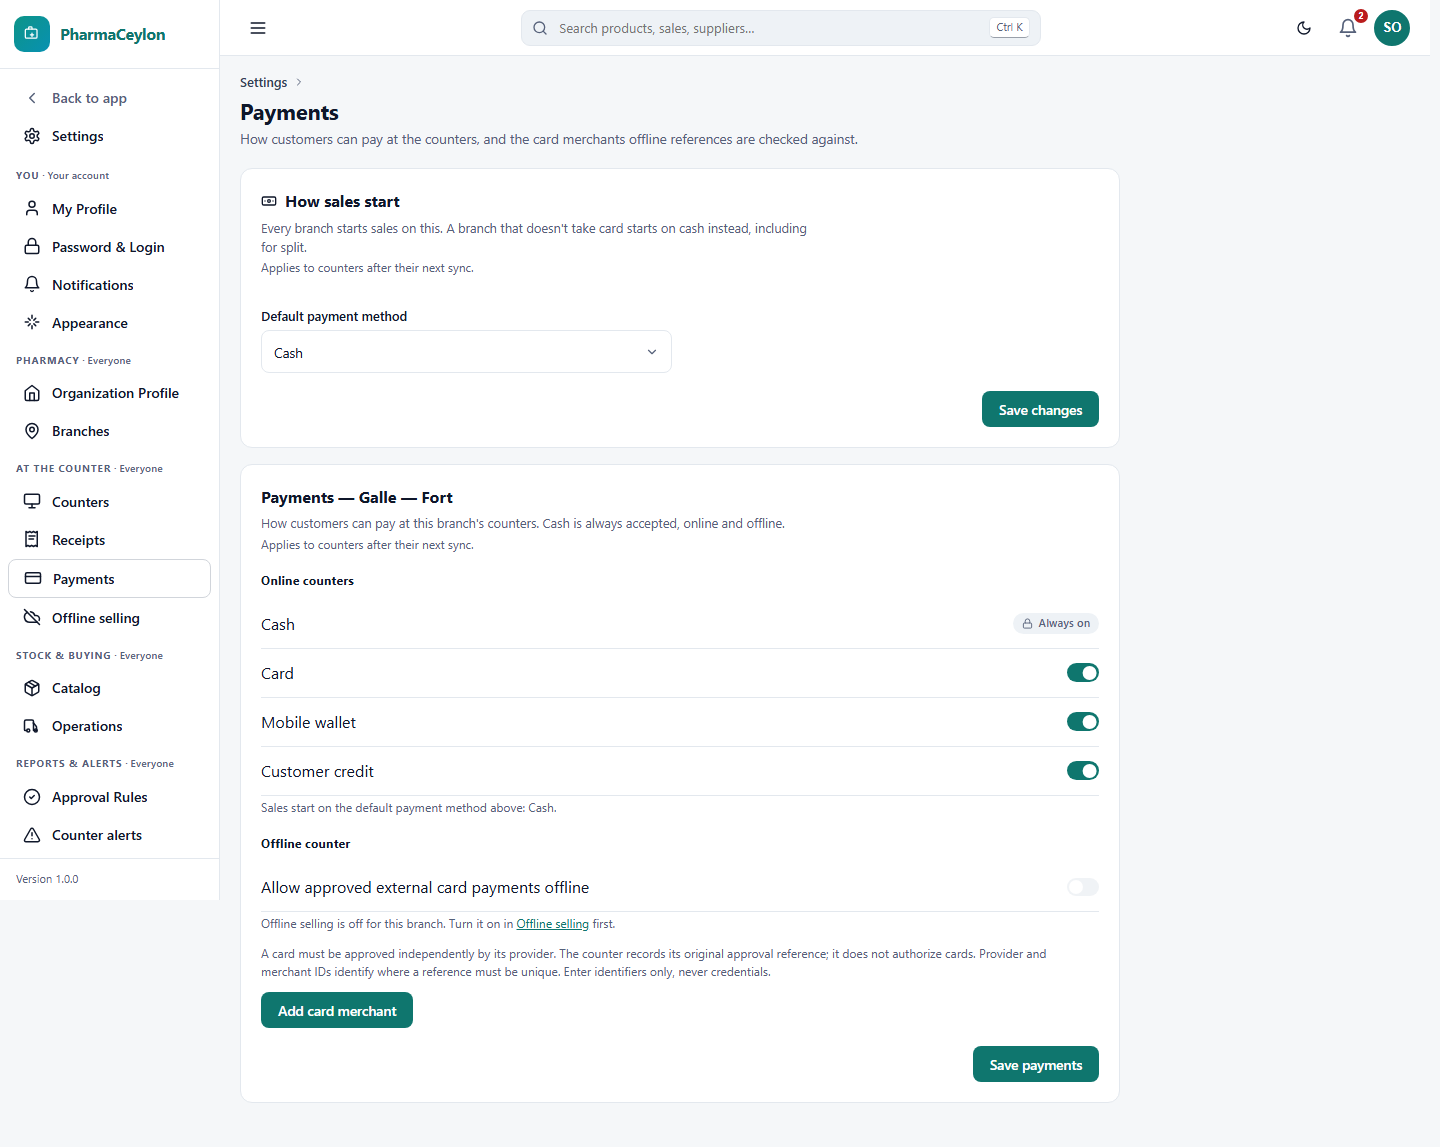 PharmaCeylon
Search products, sales, suppliers...
Ctrl K
2
SO
Back to app
Settings
YOU · Your account
My Profile
Password & Login
Notifications
Appearance
PHARMACY · Everyone
Organization Profile
Branches
AT THE COUNTER · Everyone
Counters
Receipts
Payments
Offline selling
STOCK & BUYING · Everyone
Catalog
Operations
REPORTS & ALERTS · Everyone
Approval Rules
Counter alerts
Version 1.0.0
Settings
Payments
How customers can pay at the counters, and the card merchants offline references are checked against.
How sales start
Every branch starts sales on this. A branch that doesn't take card starts on cash instead, including
for split.
Applies to counters after their next sync.
Default payment method
Cash
Save changes
Payments — Galle — Fort
How customers can pay at this branch's counters. Cash is always accepted, online and offline.
Applies to counters after their next sync.
Online counters
Cash
Always on
Card
Mobile wallet
Customer credit
Sales start on the default payment method above: Cash.
Offline counter
Allow approved external card payments offline
Offline selling is off for this branch. Turn it on in Offline selling first.
A card must be approved independently by its provider. The counter records its original approval reference; it does not authorize cards. Provider and
merchant IDs identify where a reference must be unique. Enter identifiers only, never credentials.
Add card merchant
Save payments